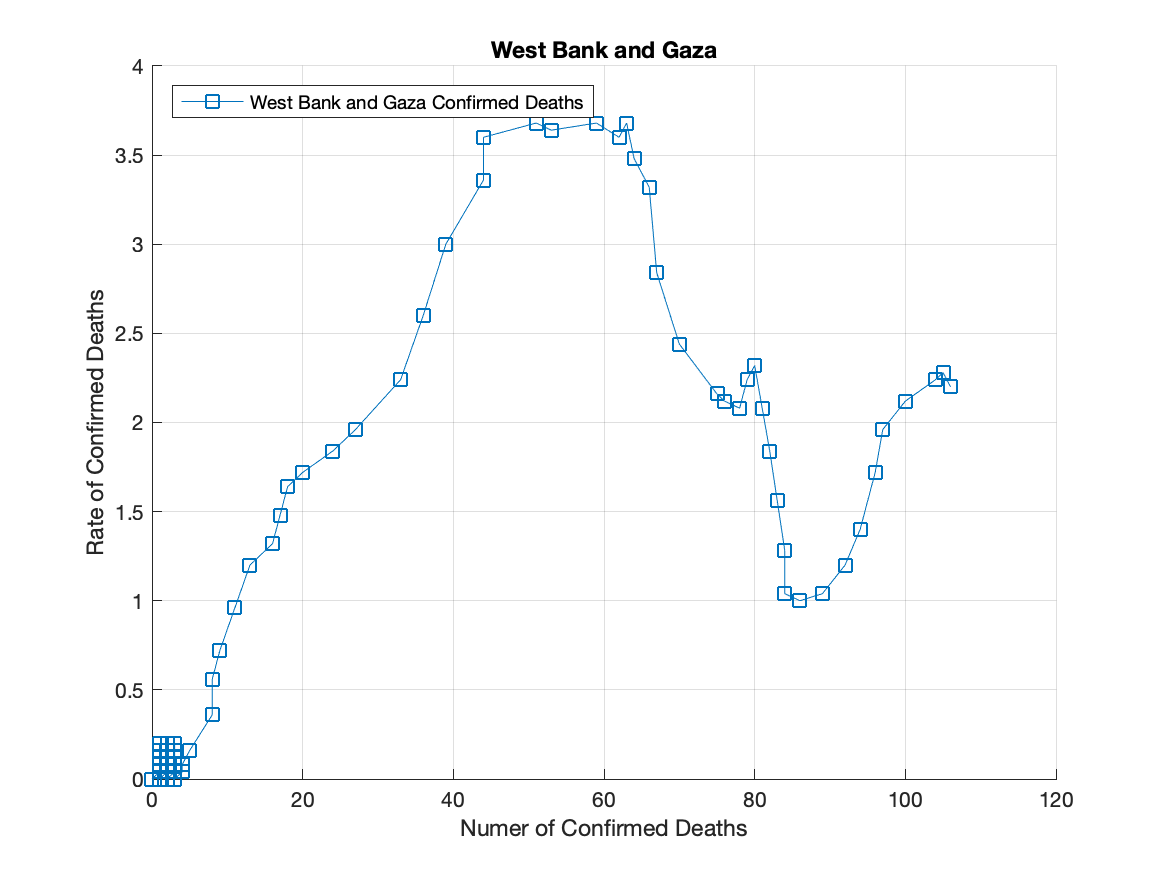 West Bank and Gaza
West Bank and Gaza Confirmed Deaths
Rate of Confirmed Deaths
4
3.5
3
2.5
2
1.5
1
0.5
0
0 20 40 60 80 100 120
Numer of Confirmed Deaths